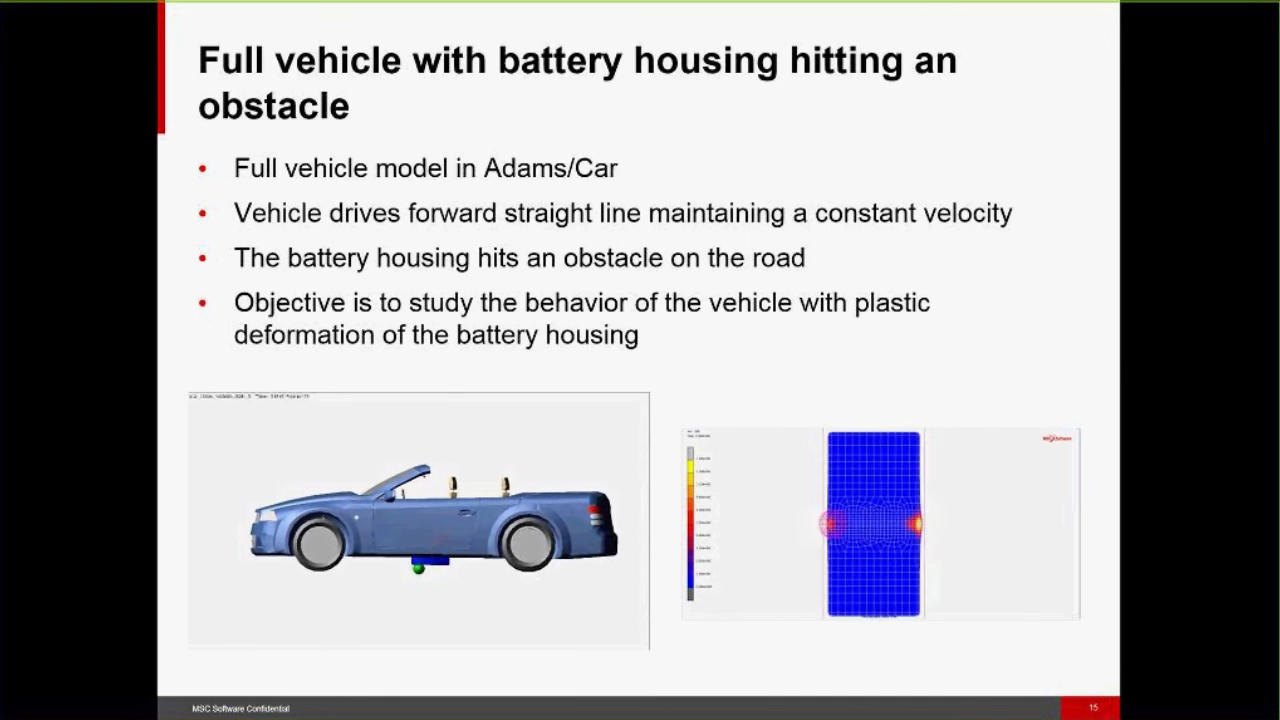 Full vehicle with battery housing hitting an
obstacle
• Full vehicle model in Adams/Car
• Vehicle drives forward straight line maintaining a constant velocity
• The battery housing hits an obstacle on the road
• Objective is to study the behavior of the vehicle with plastic
deformation of the battery housing
MSC Software Confidential
15